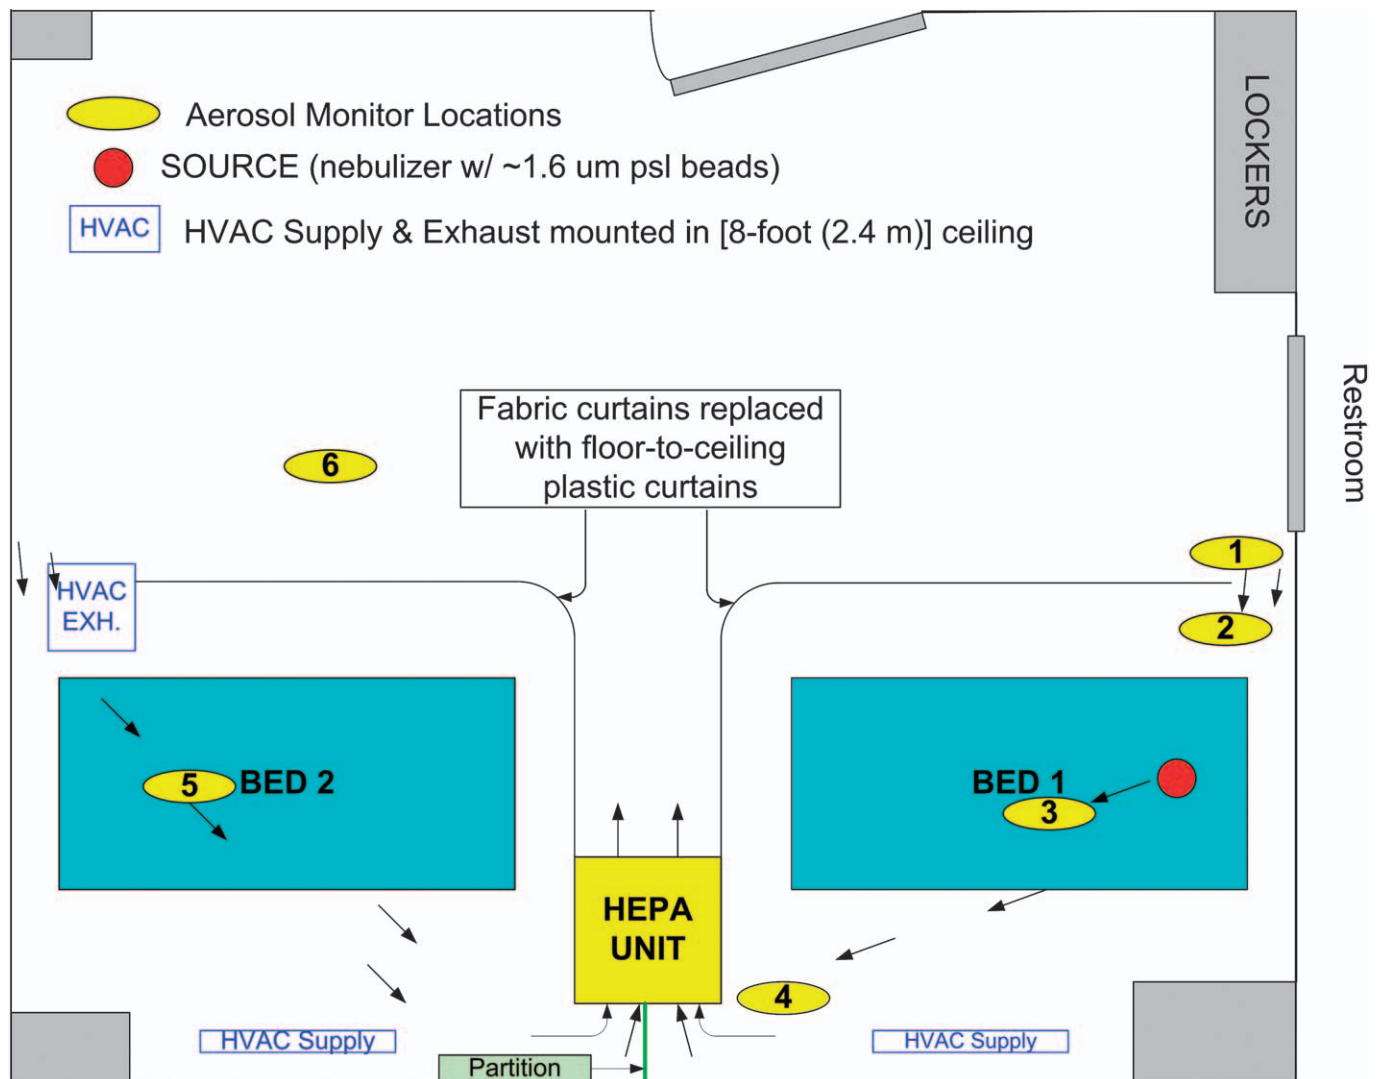 LOCKERS
Aerosol Monitor Locations
SOURCE (nebulizer w/ ~1.6 um psl beads)
HVAC
HVAC Supply & Exhaust mounted in [8-foot (2.4 m)] ceiling
Restroom
Fabric curtains replaced
with floor-to-ceiling
plastic curtains
6
1
HVAC
EXH.
2
5
BED 2
BED 1
3
HEPA
UNIT
4
HVAC Supply
HVAC Supply
Partition